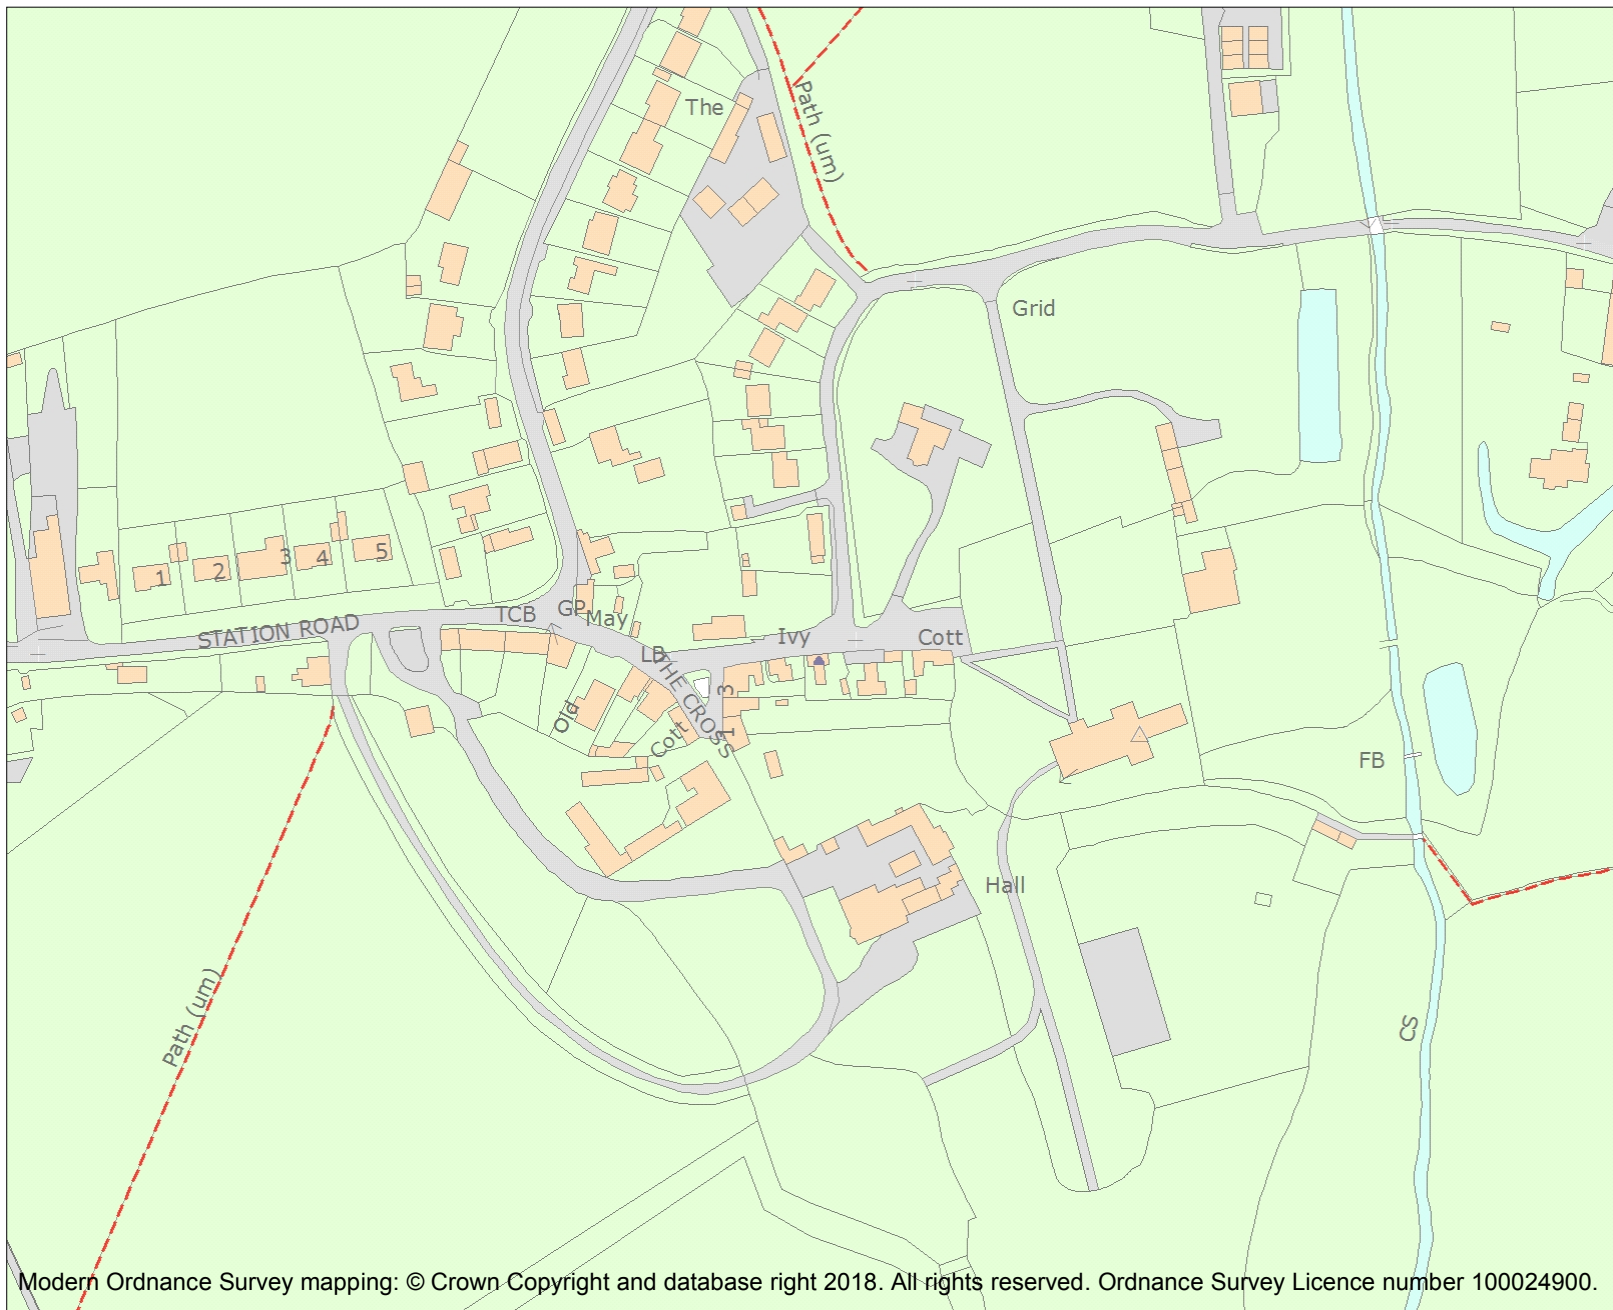 The
Path (um)
Grid
1
2
3
4
5
STATION ROAD
TCB
GP
May
LB
Ivy
Cott
THE CROSS
3
1
Old
Cott
FB
Hall
Path (um)
CS
Modern Ordnance Survey mapping: © Crown Copyright and database right 2018. All rights reserved. Ordnance Survey Licence number 100024900.